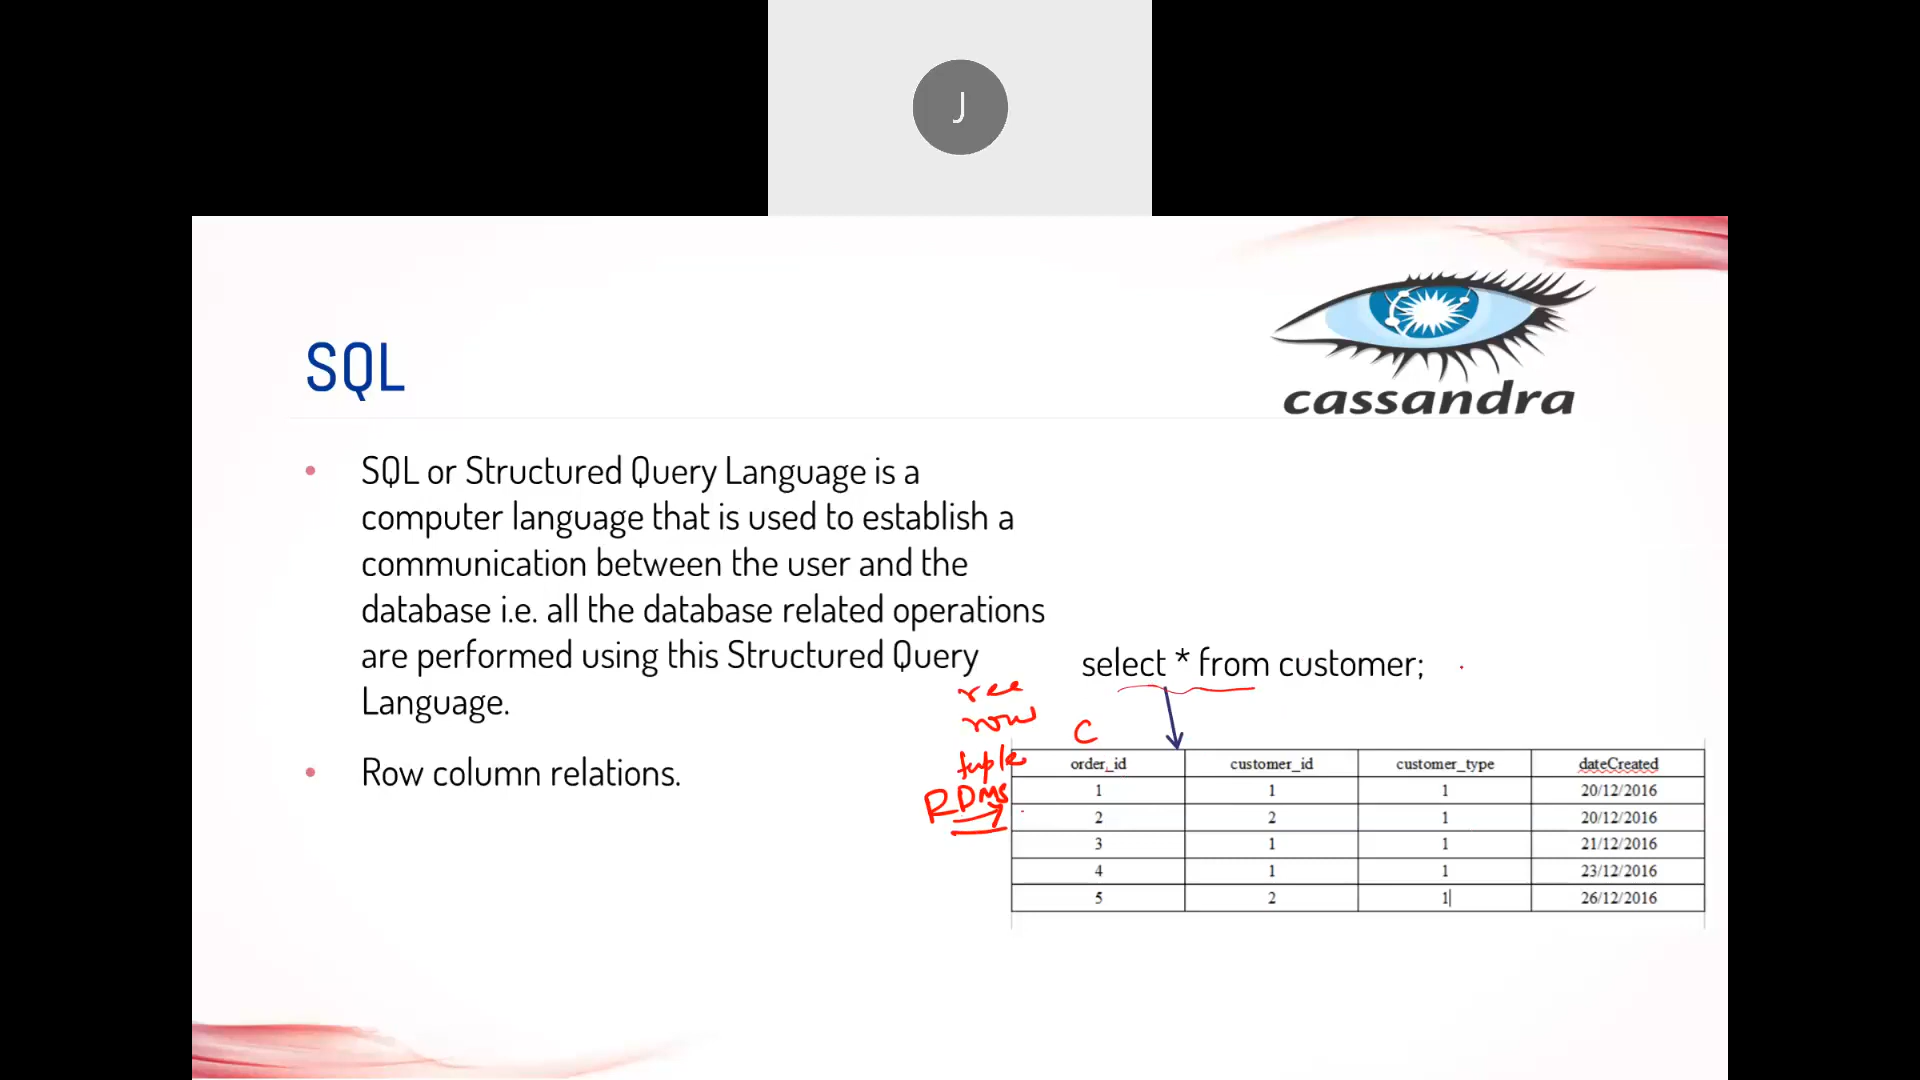 J
cassandra
SQL
• SQL or Structured Query Language is a
computer language that is used to establish a
communication between the user and the
database i.e. all the database related operations
are performed using this Structured Query
Language.
• Row column relations.
select * from customer;
rec
row
tuple
RDMS
C
order_id customer_id customer_type dateCreated
1 1 1 20/12/2016
2 2 1 20/12/2016
3 1 1 21/12/2016
4 1 1 23/12/2016
5 2 1 26/12/2016